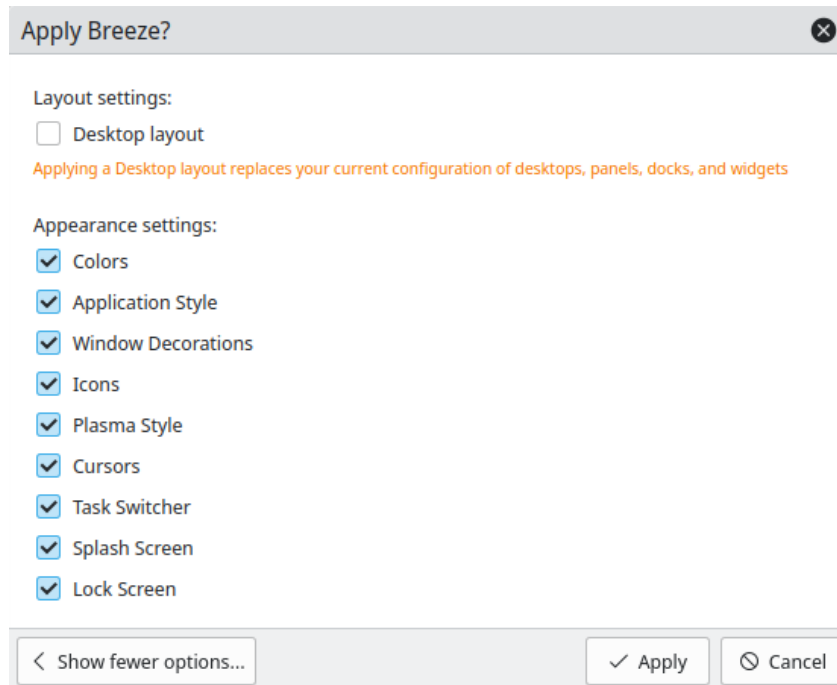 Apply Breeze?
Layout settings:
Desktop layout
Applying a Desktop layout replaces your current configuration of desktops, panels, docks, and widgets
Appearance settings:
Colors
Application Style
Window Decorations
Icons
Plasma Style
Cursors
Task Switcher
Splash Screen
Lock Screen
Show fewer options...
Apply
Cancel